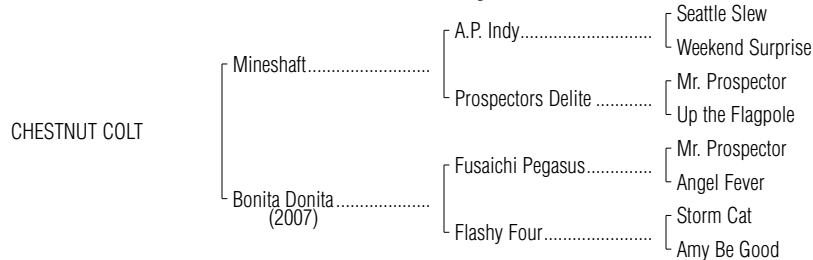 Seattle Slew
A.P. Indy............................
Weekend Surprise
Mineshaft..........................
Mr. Prospector
Prospectors Delite ............
Up the Flagpole
CHESTNUT COLT
Mr. Prospector
Fusaichi Pegasus..............
Angel Fever
Bonita Donita....................
(2007)
Storm Cat
Flashy Four.......................
Amy Be Good